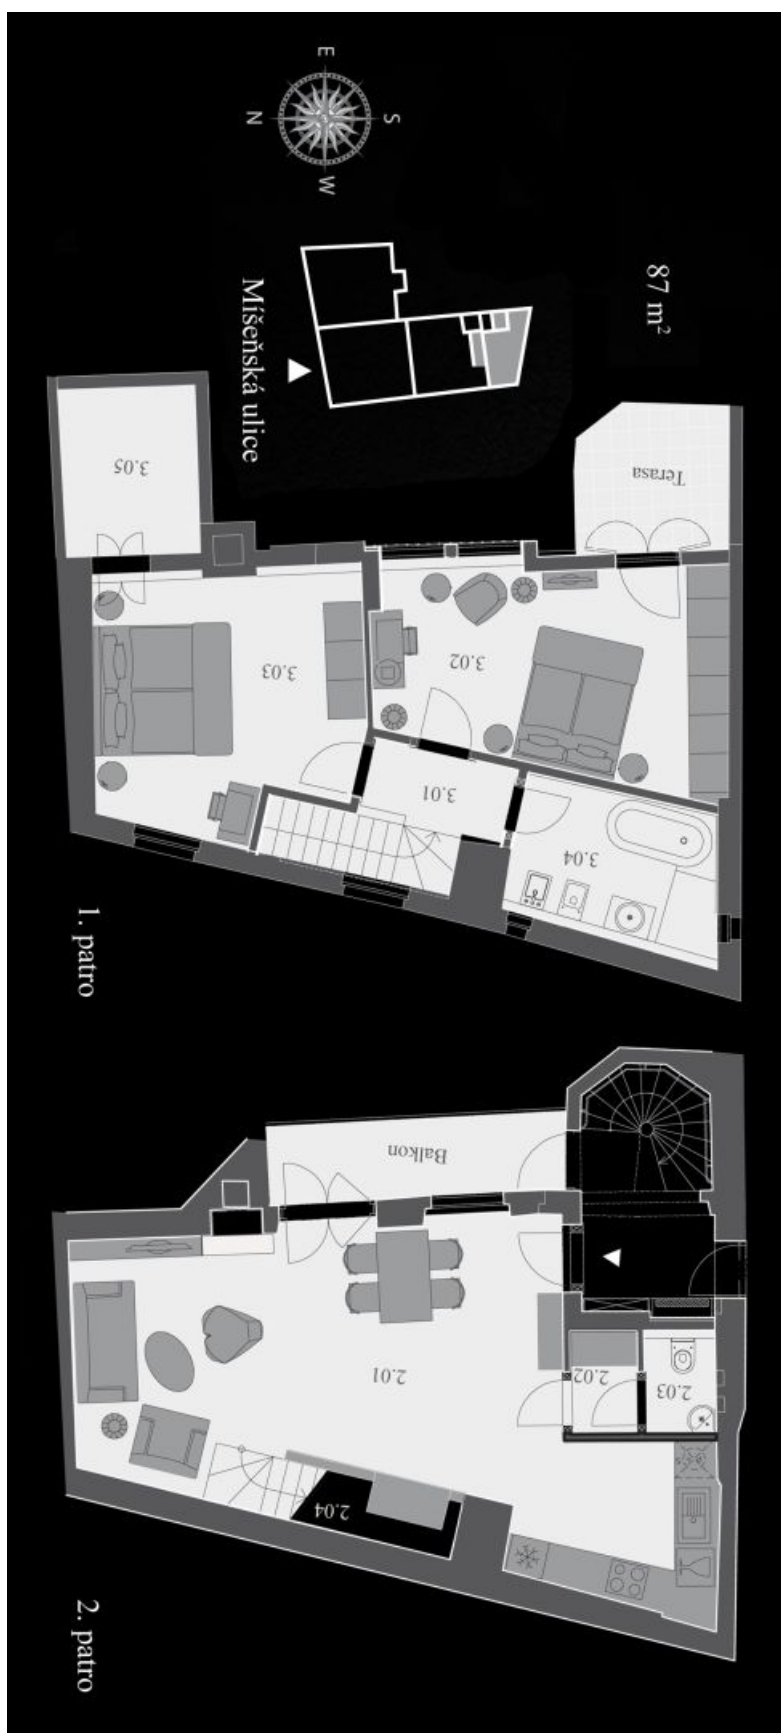 E
N
S
W
87 m²
Míšeňská ulice
3.05
Terasa
3.03
3.02
3.01
3.04
1. patro
Balkon
2.01
2.02
2.03
2.04
2. patro